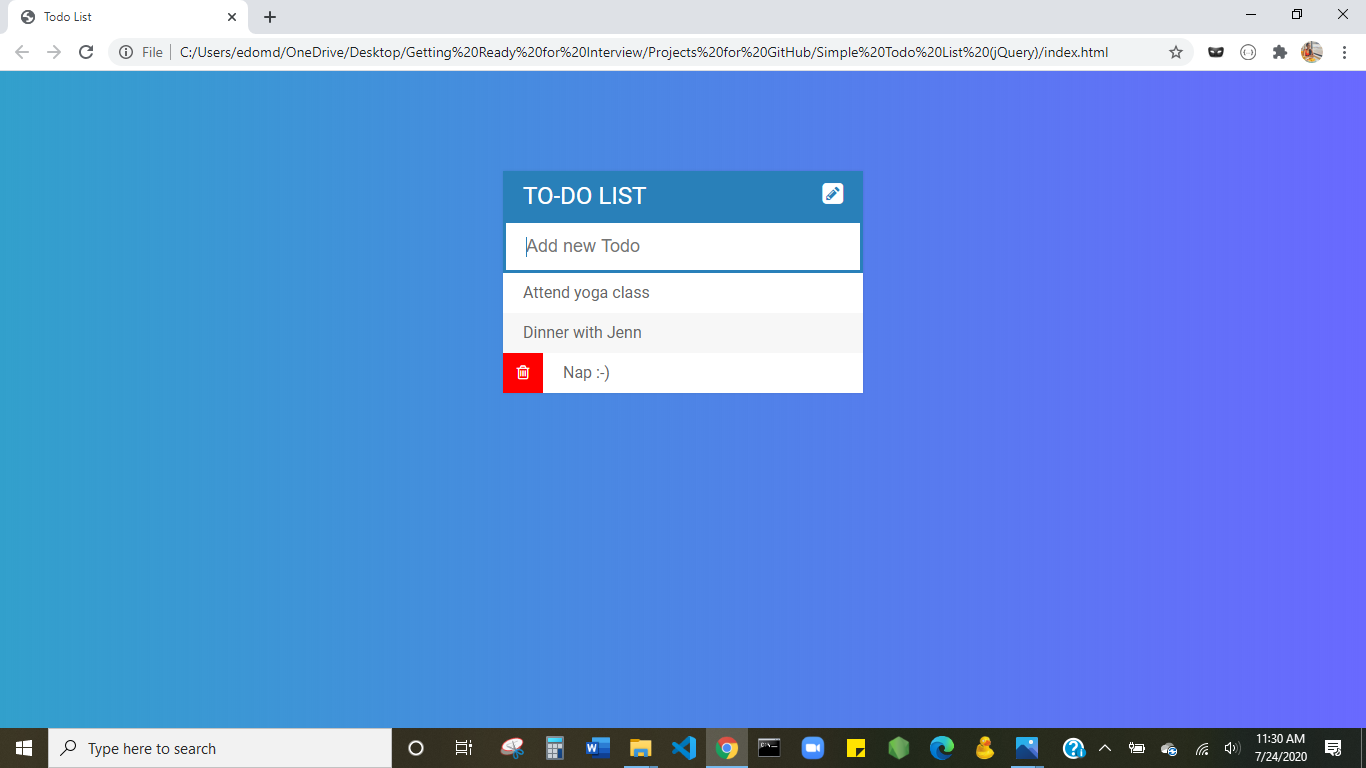 Todo List
File
C:/Users/edomd/OneDrive/Desktop/Getting%20Ready%20for%20Interview/Projects%20for%20GitHub/Simple%20Todo%20List%20(jQuery)/index.html
TO-DO LIST
Add new Todo
Attend yoga class
Dinner with Jenn
Nap :-)
Type here to search
11:30 AM
7/24/2020